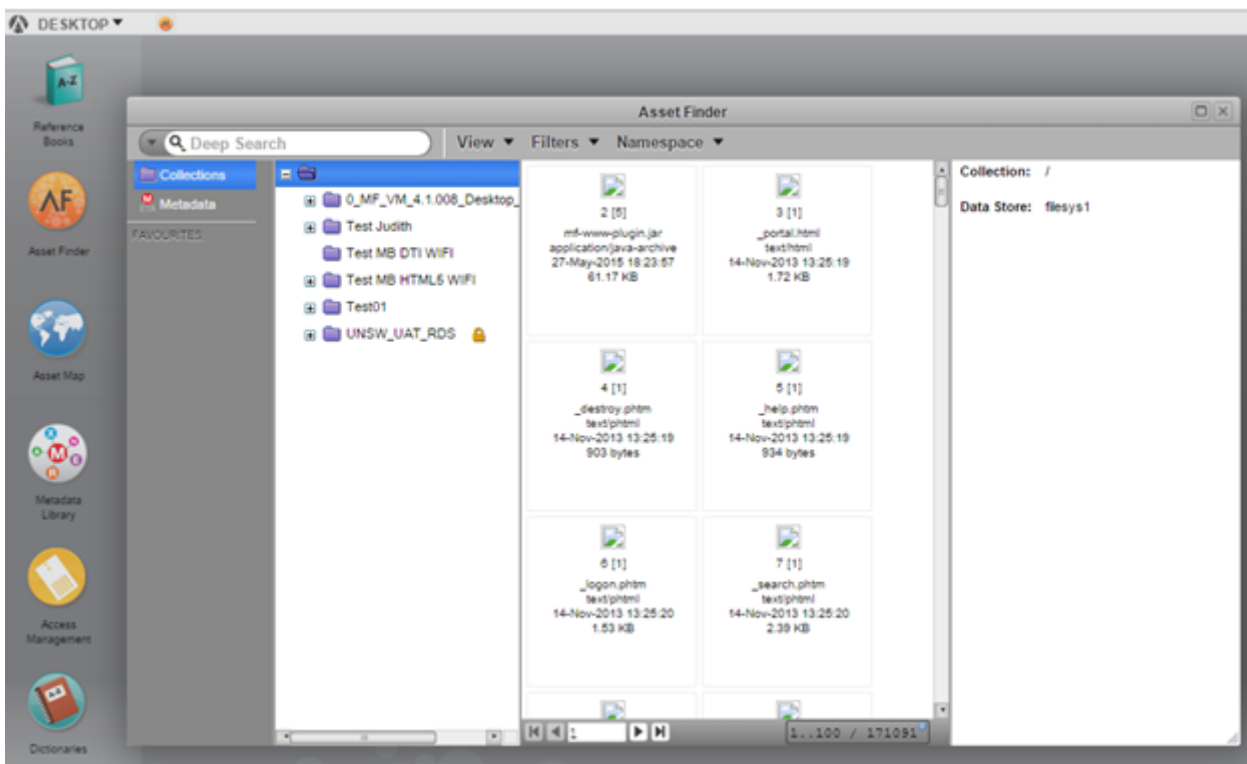 DESKTOP
A-Z
Reference
Books
AF
Asset Finder
Asset Map
M
Metadata
Library
Access
Management
A-Z
Dictionaries
Asset Finder
Deep Search
View
Filters
Namespace
Collections
Metadata
FAVOURITES:
0_MF_VM_4.1.008_Desktop_
Test Judith
Test MB DTI WIFI
Test MB HTML5 WIFI
Test01
UNSW_UAT_RDS
2 [5]
mf-www-plugin.jar
application/java-archive
27-May-2015 18:23:57
61.17 KB
3 [1]
_portal.html
text/html
14-Nov-2013 13:25:19
1.72 KB
4 [1]
_destroy.phtm
text/phtml
14-Nov-2013 13:25:19
903 bytes
5 [1]
_help.phtm
text/phtml
14-Nov-2013 13:25:19
934 bytes
6 [1]
_logon.phtm
text/phtml
14-Nov-2013 13:25:20
1.53 KB
7 [1]
_search.phtm
text/phtml
14-Nov-2013 13:25:20
2.39 KB
1
1..100 / 171091
Collection: /
Data Store: filesys1